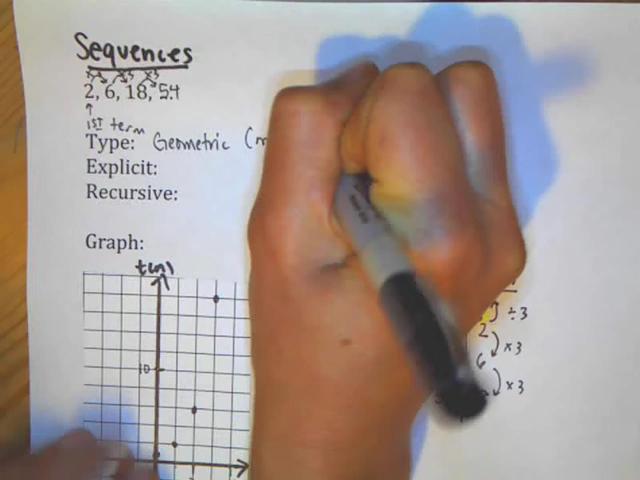 Sequences
x3 x3 x3
2, 6, 18, 54
↑
1ST term
Type: Geometric (m
Explicit:
Recursive:
Graph:
t(n)
10
÷3
2
x3
6
x3